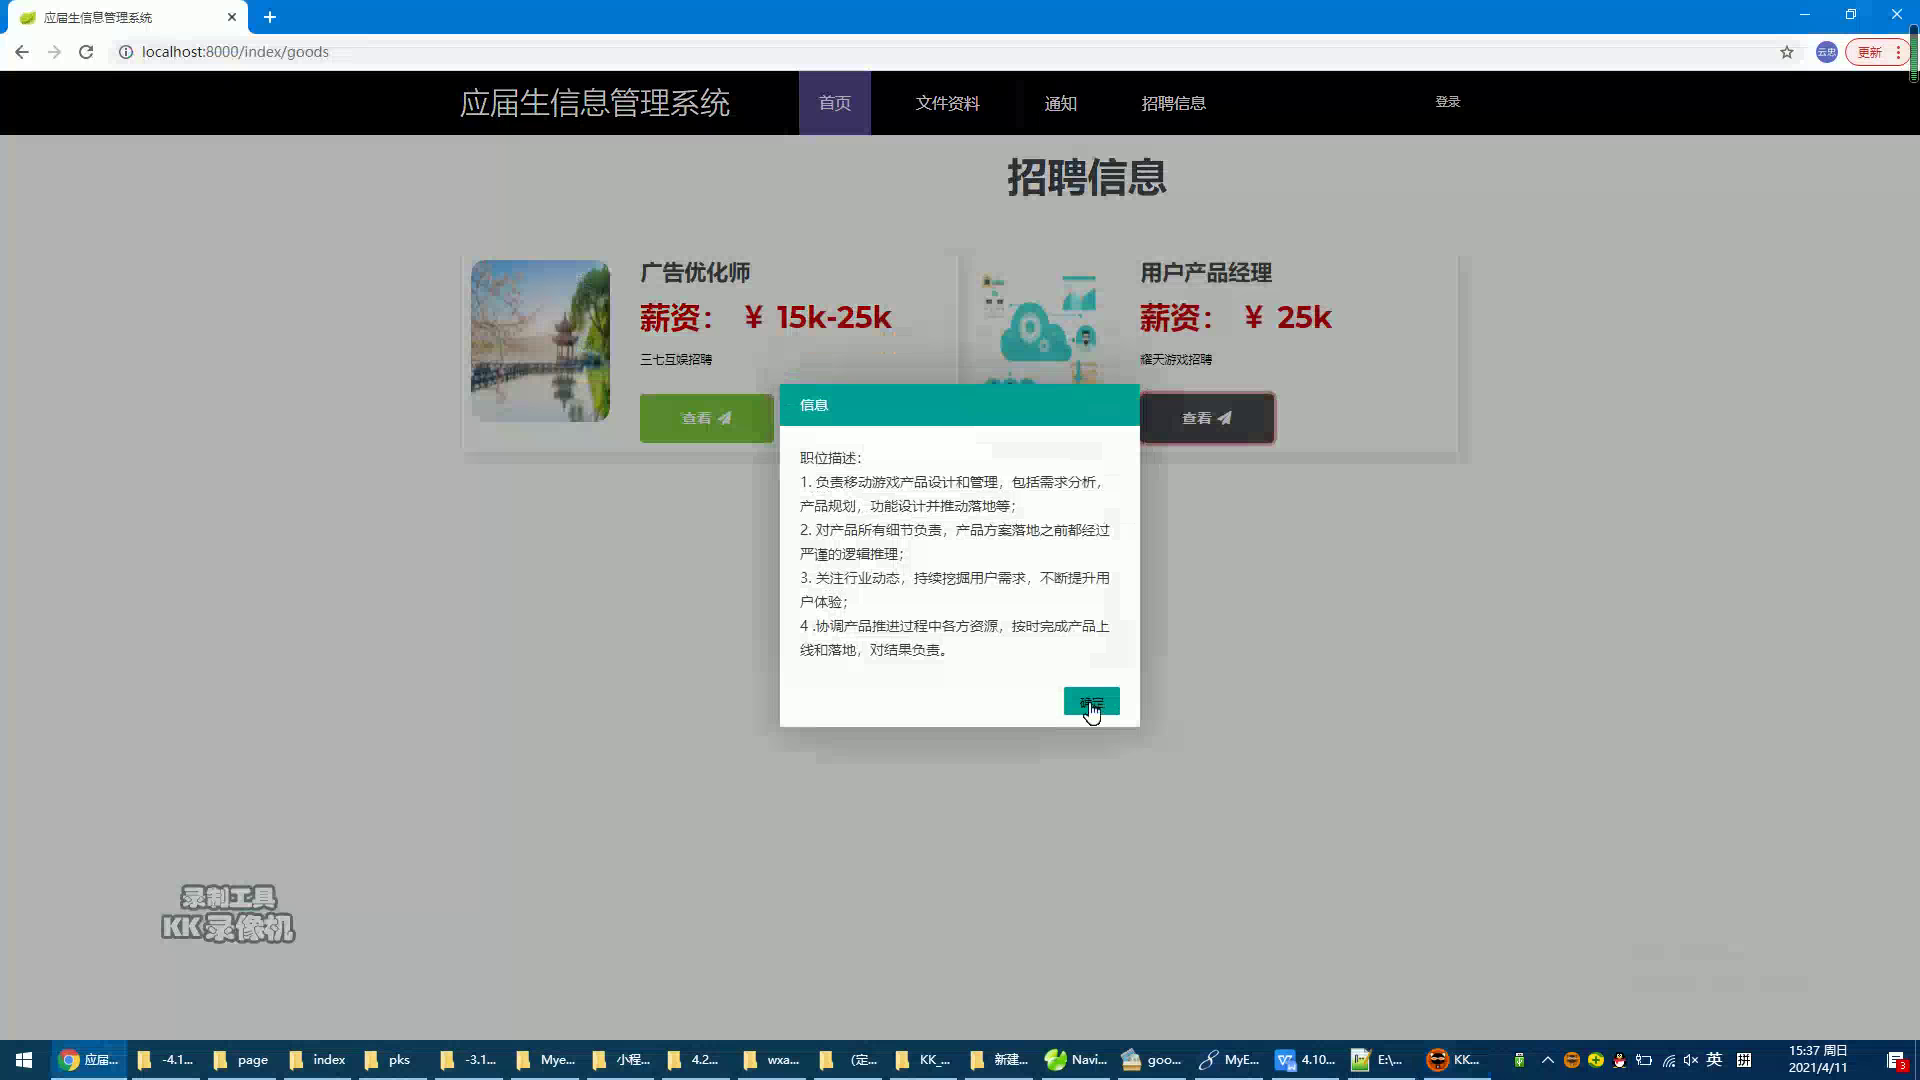 应届生信息管理系统
localhost:8000/index/goods
云忠
更新
应届生信息管理系统
首页
文件资料
通知
招聘信息
登录
招聘信息
广告优化师
薪资： ¥ 15k-25k
三七互娱招聘
查看
用户产品经理
薪资： ¥ 25k
耀天游戏招聘
查看
信息
职位描述：
1. 负责移动游戏产品设计和管理，包括需求分析，
产品规划，功能设计并推动落地等；
2. 对产品所有细节负责，产品方案落地之前都经过
严谨的逻辑推理；
3. 关注行业动态，持续挖掘用户需求，不断提升用
户体验；
4 .协调产品推进过程中各方资源，按时完成产品上
线和落地，对结果负责。
确定
录制工具
KK 录像机
应届...
-4.1...
page
index
pks
-3.1...
Mye...
小程...
4.2...
wxa...
(定...
KK_...
新建...
Navi...
goo...
MyE...
4.10...
E:\...
KK...
英
拼
15:37 周日
2021/4/11
3